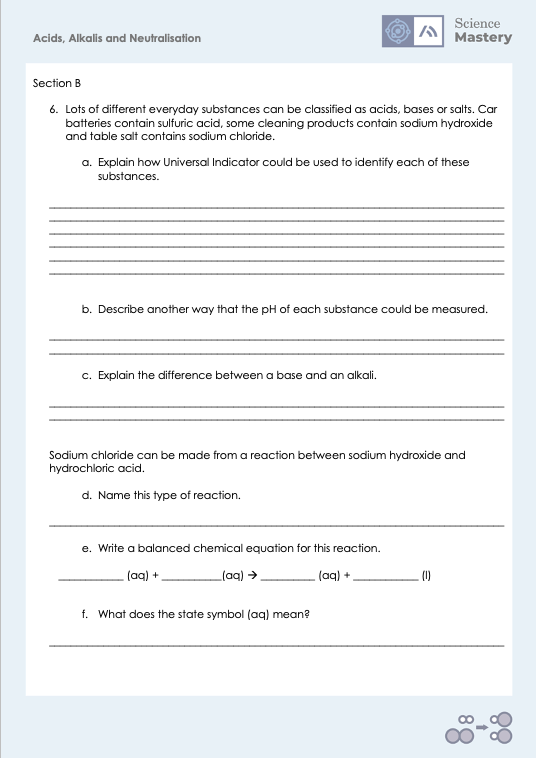 Acids, Alkalis and Neutralisation
Science
Mastery
Section B
6. Lots of different everyday substances can be classified as acids, bases or salts. Car
batteries contain sulfuric acid, some cleaning products contain sodium hydroxide
and table salt contains sodium chloride.
a. Explain how Universal Indicator could be used to identify each of these
substances.
b. Describe another way that the pH of each substance could be measured.
c. Explain the difference between a base and an alkali.
Sodium chloride can be made from a reaction between sodium hydroxide and
hydrochloric acid.
d. Name this type of reaction.
e. Write a balanced chemical equation for this reaction.
____________ (aq) + ___________(aq) → __________ (aq) + ____________ (l)
f. What does the state symbol (aq) mean?